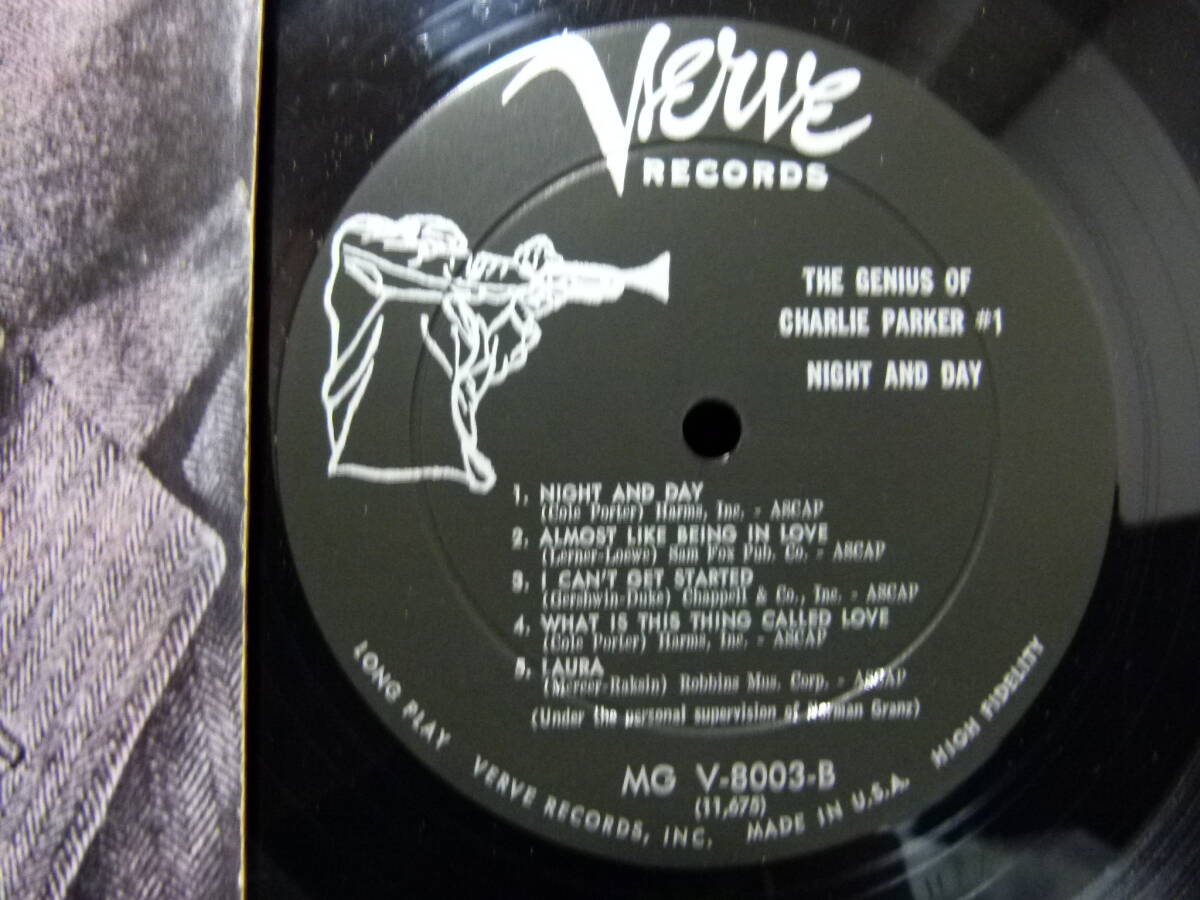 Verve
RECORDS
THE GENIUS OF
CHARLIE PARKER #1
NIGHT AND DAY
1. NIGHT AND DAY
(Cole Porter) Harms, Inc. - ASCAP
2. ALMOST LIKE BEING IN LOVE
(Lerner-Loewe) Sam Fox Pub. Co. - ASCAP
3. I CAN'T GET STARTED
(Gershwin-Duke) Chappell & Co., Inc. - ASCAP
4. WHAT IS THIS THING CALLED LOVE
(Cole Porter) Harms, Inc. - ASCAP
5. LAURA
(Mercer-Raksin) Robbins Mus. Corp. - ASCAP
(Under the personal supervision of Norman Granz)
MG V-8003-B
(11,675)
LONG PLAY VERVE RECORDS, INC. MADE IN U.S.A. HIGH FIDELITY